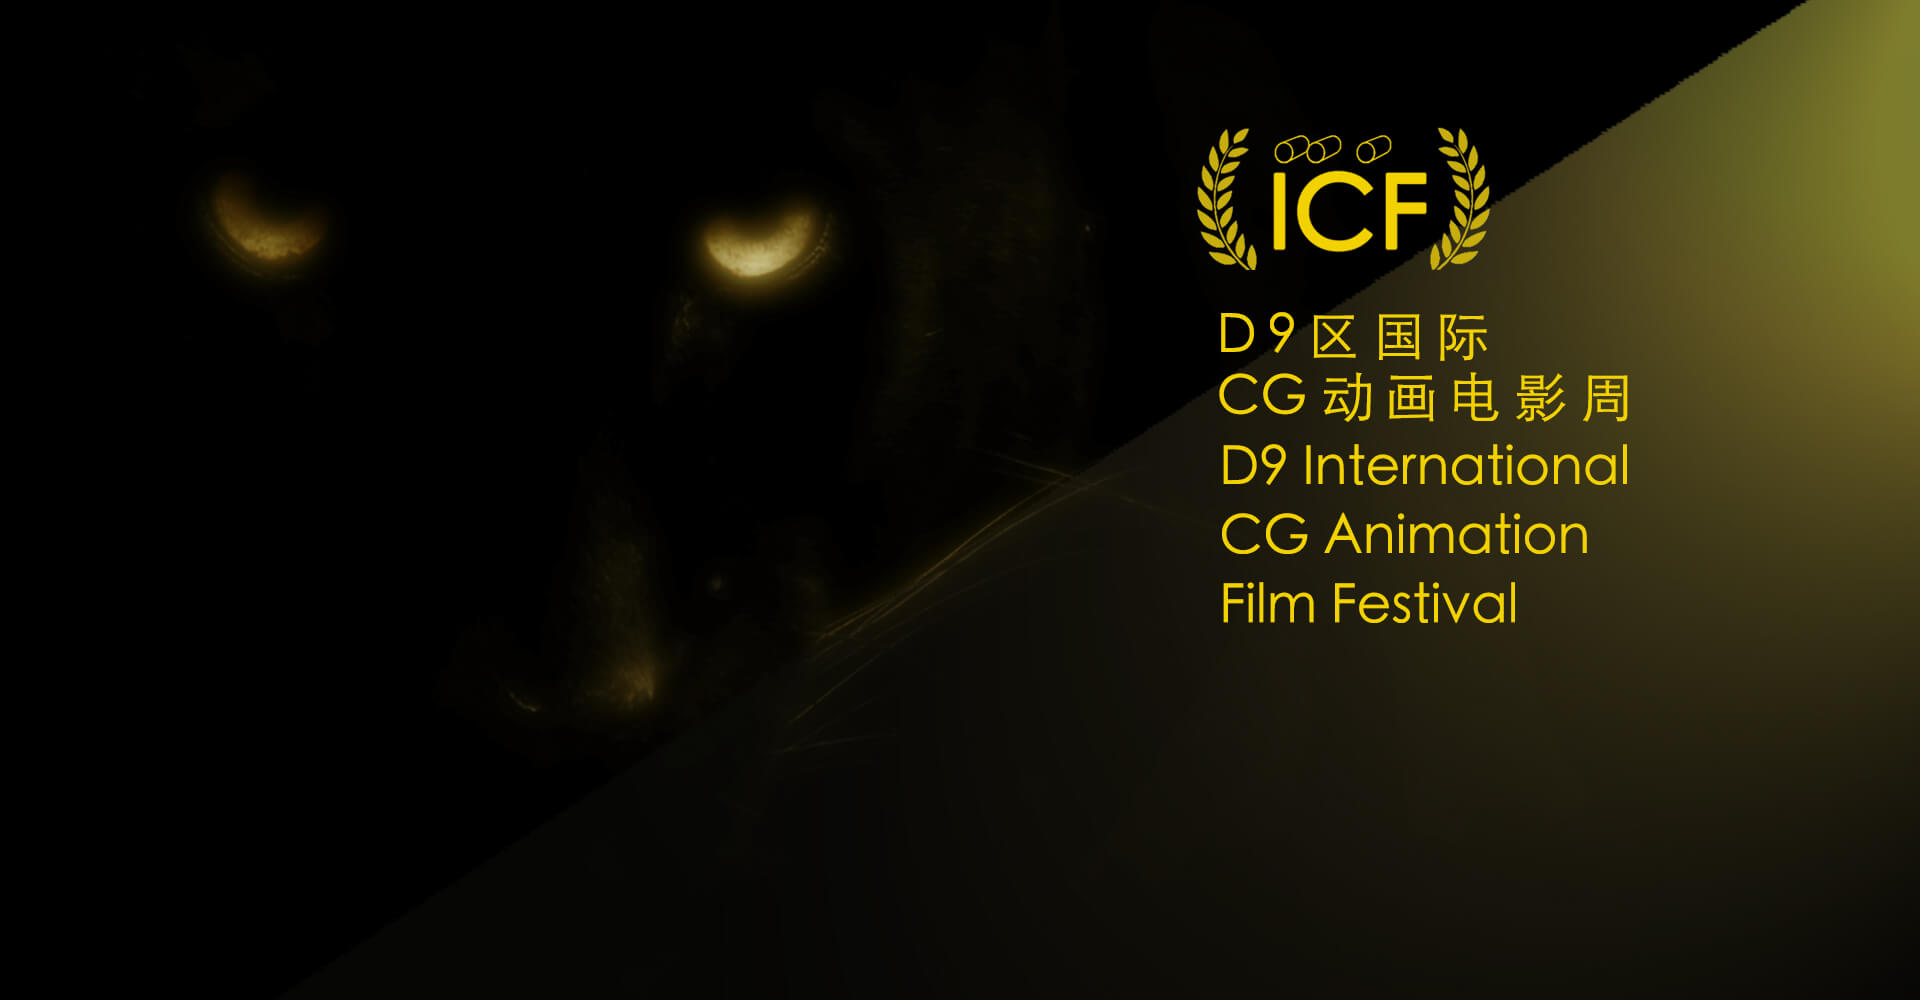 ICF
D9区国际
CG动画电影周
D9 International
CG Animation
Film Festival